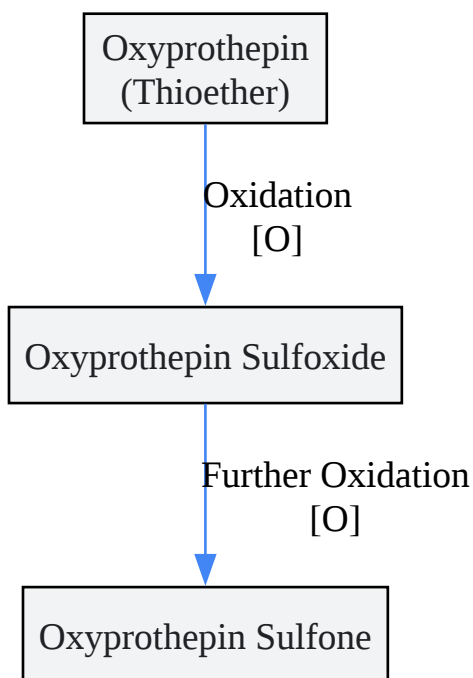 Oxyprothepin
(Thioether)
Oxidation
[O]
Oxyprothepin Sulfoxide
Further Oxidation
[O]
Oxyprothepin Sulfone